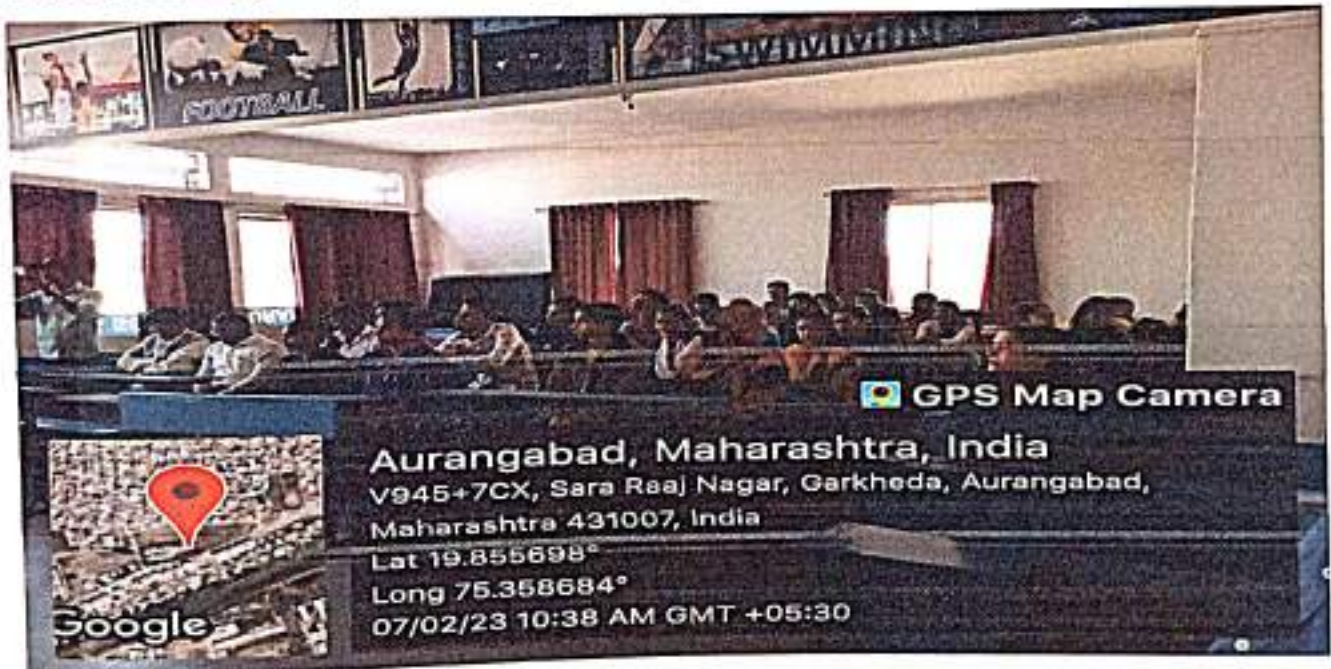 FOOTBALL
SWIMMING
GPS Map Camera
Aurangabad, Maharashtra, India
V945+7CX, Sara Raaj Nagar, Garkheda, Aurangabad,
Maharashtra 431007, India
Lat 19.855698°
Long 75.358684°
07/02/23 10:38 AM GMT +05:30
Google